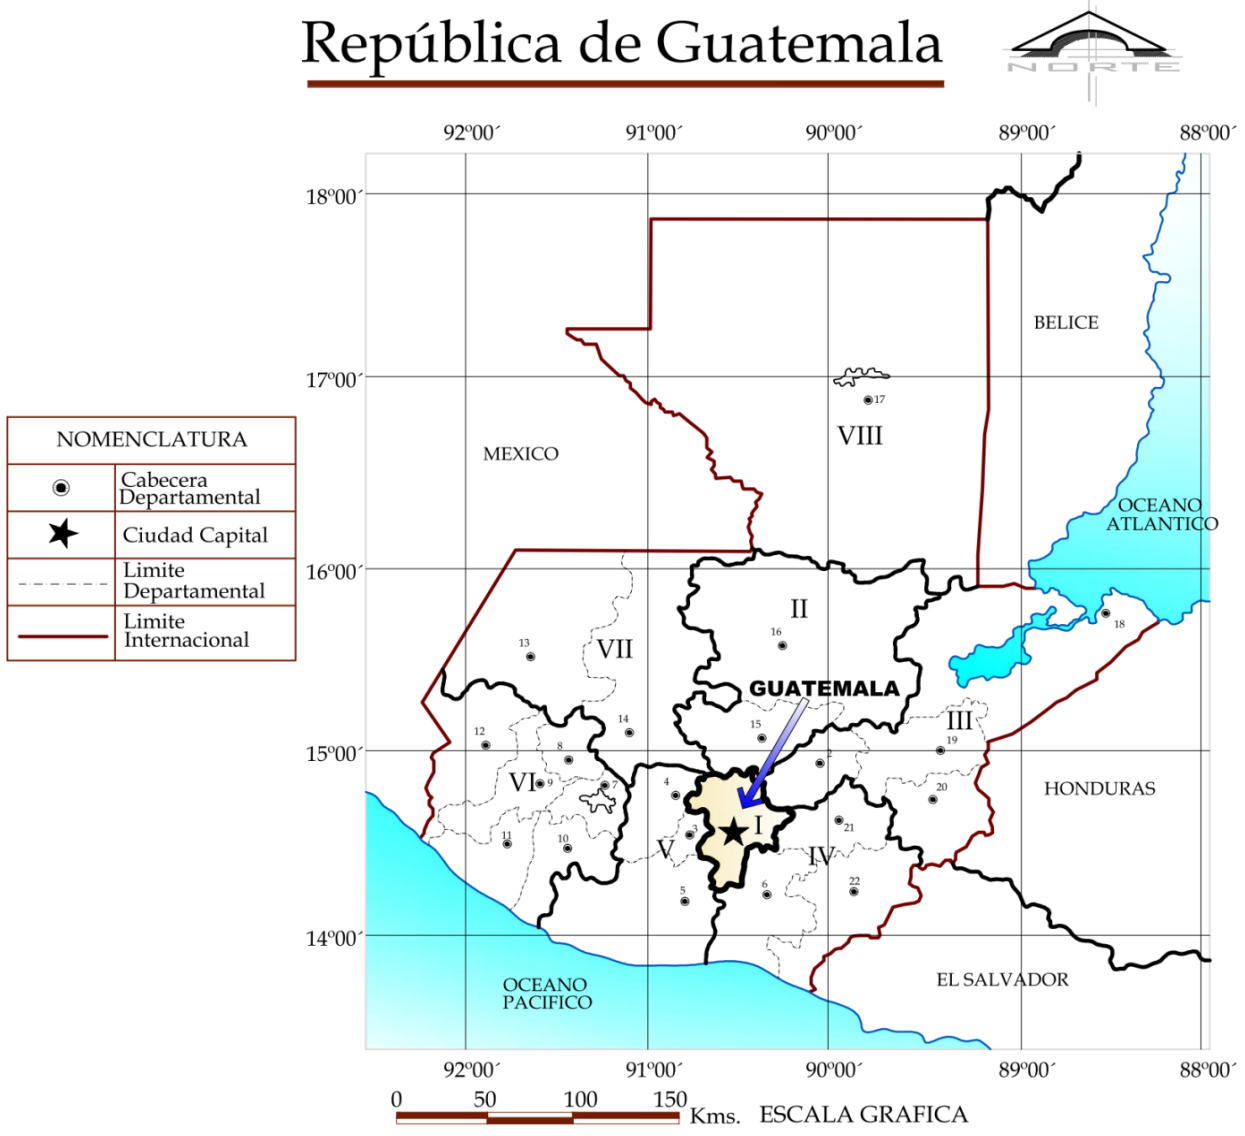 República de Guatemala
NORTE
92º00´ 91º00´ 90º00´ 89º00´ 88º00´
18º00´
BELICE
17º00´
17
VIII
MEXICO
NOMENCLATURA
Cabecera
Departamental
Ciudad Capital
Limite
Departamental
Limite
Internacional
OCEANO
ATLANTICO
16º00´
II
18
16
13
VII
GUATEMALA
III
14
15
12
19
15º00´
8
2
VI
9
7
4
20
HONDURAS
I
21
3
11
10
V
IV
5
6
22
14º00´
EL SALVADOR
OCEANO
PACIFICO
92º00´ 91º00´ 90º00´ 89º00´ 88º00´
0 50 100 150
Kms. ESCALA GRAFICA